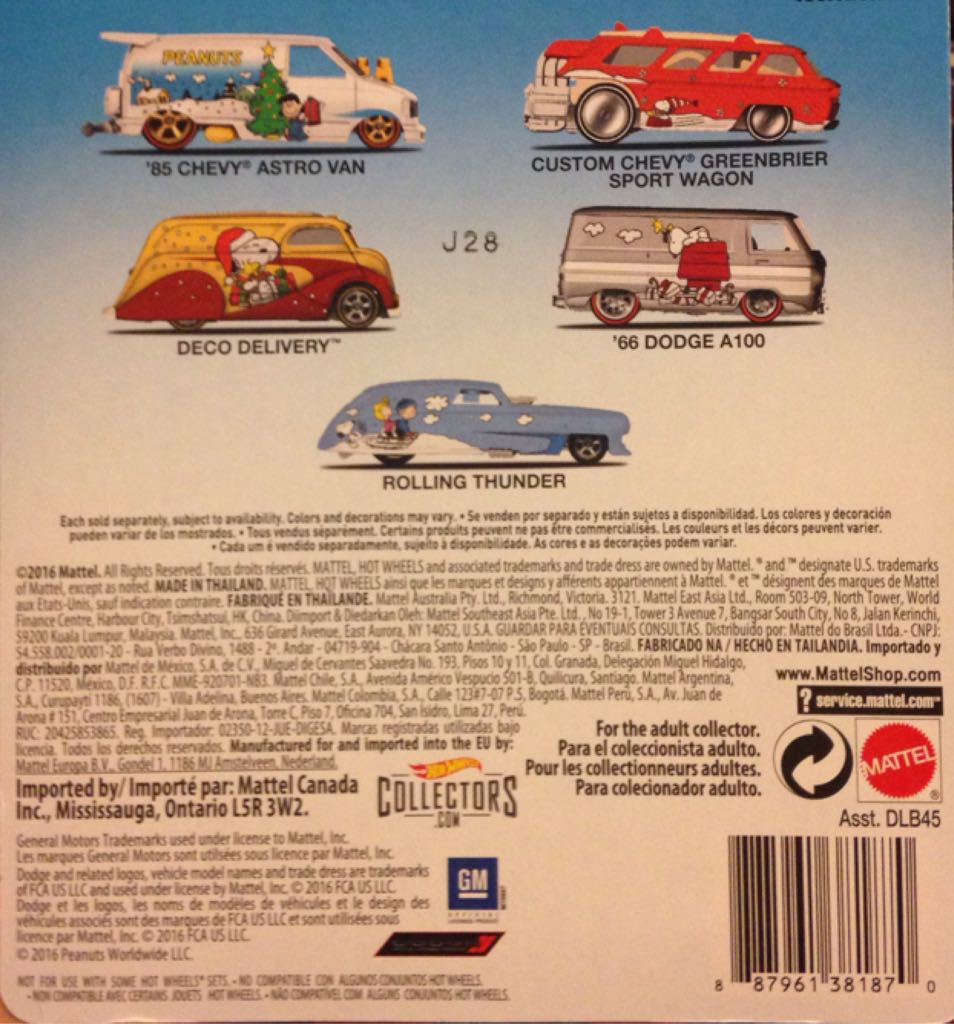 PEANUTS
'85 CHEVY® ASTRO VAN
CUSTOM CHEVY® GREENBRIER
SPORT WAGON
J28
DECO DELIVERY™
'66 DODGE A100
ROLLING THUNDER
Each sold separately, subject to availability. Colors and decorations may vary. • Se venden por separado y están sujetos a disponibilidad. Los colores y decoración
pueden variar de los mostrados. • Tous vendus séparément. Certains produits peuvent ne pas être commercialisés. Les couleurs et les décors peuvent varier.
• Cada um é vendido separadamente, sujeito à disponibilidade. As cores e as decorações podem variar.
©2016 Mattel. All Rights Reserved. Tous droits réservés. MATTEL, HOT WHEELS and associated trademarks and trade dress are owned by Mattel. ® and ™ designate U.S. trademarks
of Mattel, except as noted. MADE IN THAILAND. MATTEL, HOT WHEELS ainsi que les marques et designs y afférents appartiennent à Mattel. ® et ™ désignent des marques de Mattel
aux États-Unis, sauf indication contraire. FABRIQUÉ EN THAÏLANDE. Mattel Australia Pty. Ltd., Richmond, Victoria. 3121. Mattel East Asia Ltd., Room 503-09, North Tower, World
Finance Centre, Harbour City, Tsimshatsui, HK, China. Diimport & Diedarkan Oleh: Mattel Southeast Asia Pte. Ltd., No 19-1, Tower 3 Avenue 7, Bangsar South City, No 8, Jalan Kerinchi,
59200 Kuala Lumpur, Malaysia. Mattel, Inc., 636 Girard Avenue, East Aurora, NY 14052, U.S.A. GUARDAR PARA EVENTUAIS CONSULTAS. Distribuido por: Mattel do Brasil Ltda.- CNPJ:
54.558.002/0001-20 - Rua Verbo Divino, 1488 - 2º. Andar - 04719-904 - Chácara Santo Antônio - São Paulo - SP - Brasil. FABRICADO NA / HECHO EN TAILANDIA. Importado y
distribuido por Mattel de México, S.A. de C.V., Miguel de Cervantes Saavedra No. 193, Pisos 10 y 11, Col. Granada, Delegación Miguel Hidalgo,
C.P. 11520, México, D.F. R.F.C. MME-920701-NB3. Mattel Chile, S.A., Avenida Américo Vespucio 501-B, Quilicura, Santiago. Mattel Argentina,
S.A., Curupaytí 1186, (1607) - Villa Adelina, Buenos Aires. Mattel Colombia, S.A., Calle 123#7-07 P.5, Bogotá. Mattel Perú, S.A., Av. Juan de
Arona # 151, Centro Empresarial Juan de Arona, Torre C, Piso 7, Oficina 704, San Isidro, Lima 27, Perú.
RUC: 20425853865. Reg. Importador: 02350-12-JUE-DIGESA. Marcas registradas utilizadas bajo
licencia. Todos los derechos reservados. Manufactured for and imported into the EU by:
Mattel Europa B.V., Gondel 1, 1186 MJ Amstelveen, Nederland.
www.MattelShop.com
? service.mattel.com™
Imported by/ Importé par: Mattel Canada
Inc., Mississauga, Ontario L5R 3W2.
Hot Wheels
COLLECTORS
.COM
For the adult collector.
Para el coleccionista adulto.
Pour les collectionneurs adultes.
Para colecionador adulto.
MATTEL
®
Asst. DLB45
General Motors Trademarks used under license to Mattel, Inc.
Les marques General Motors sont utilisées sous licence par Mattel, Inc.
Dodge and related logos, vehicle model names and trade dress are trademarks
of FCA US LLC and used under license by Mattel, Inc. © 2016 FCA US LLC.
Dodge et les logos, les noms de modèles de véhicules et le design des
véhicules associés sont des marques de FCA US LLC et sont utilisées sous
licence par Mattel, Inc. © 2016 FCA US LLC.
© 2016 Peanuts Worldwide LLC.
GM
OFFICIAL
LICENSED PRODUCT
DODGE
NOT FOR USE WITH SOME HOT WHEELS® SETS. • NO COMPATIBLE CON ALGUNOS CONJUNTOS HOT WHEELS.
• NON COMPATIBLE AVEC CERTAINS JOUETS HOT WHEELS. • NÃO COMPATÍVEL COM ALGUNS CONJUNTOS HOT WHEELS.
8 87961 38187 0